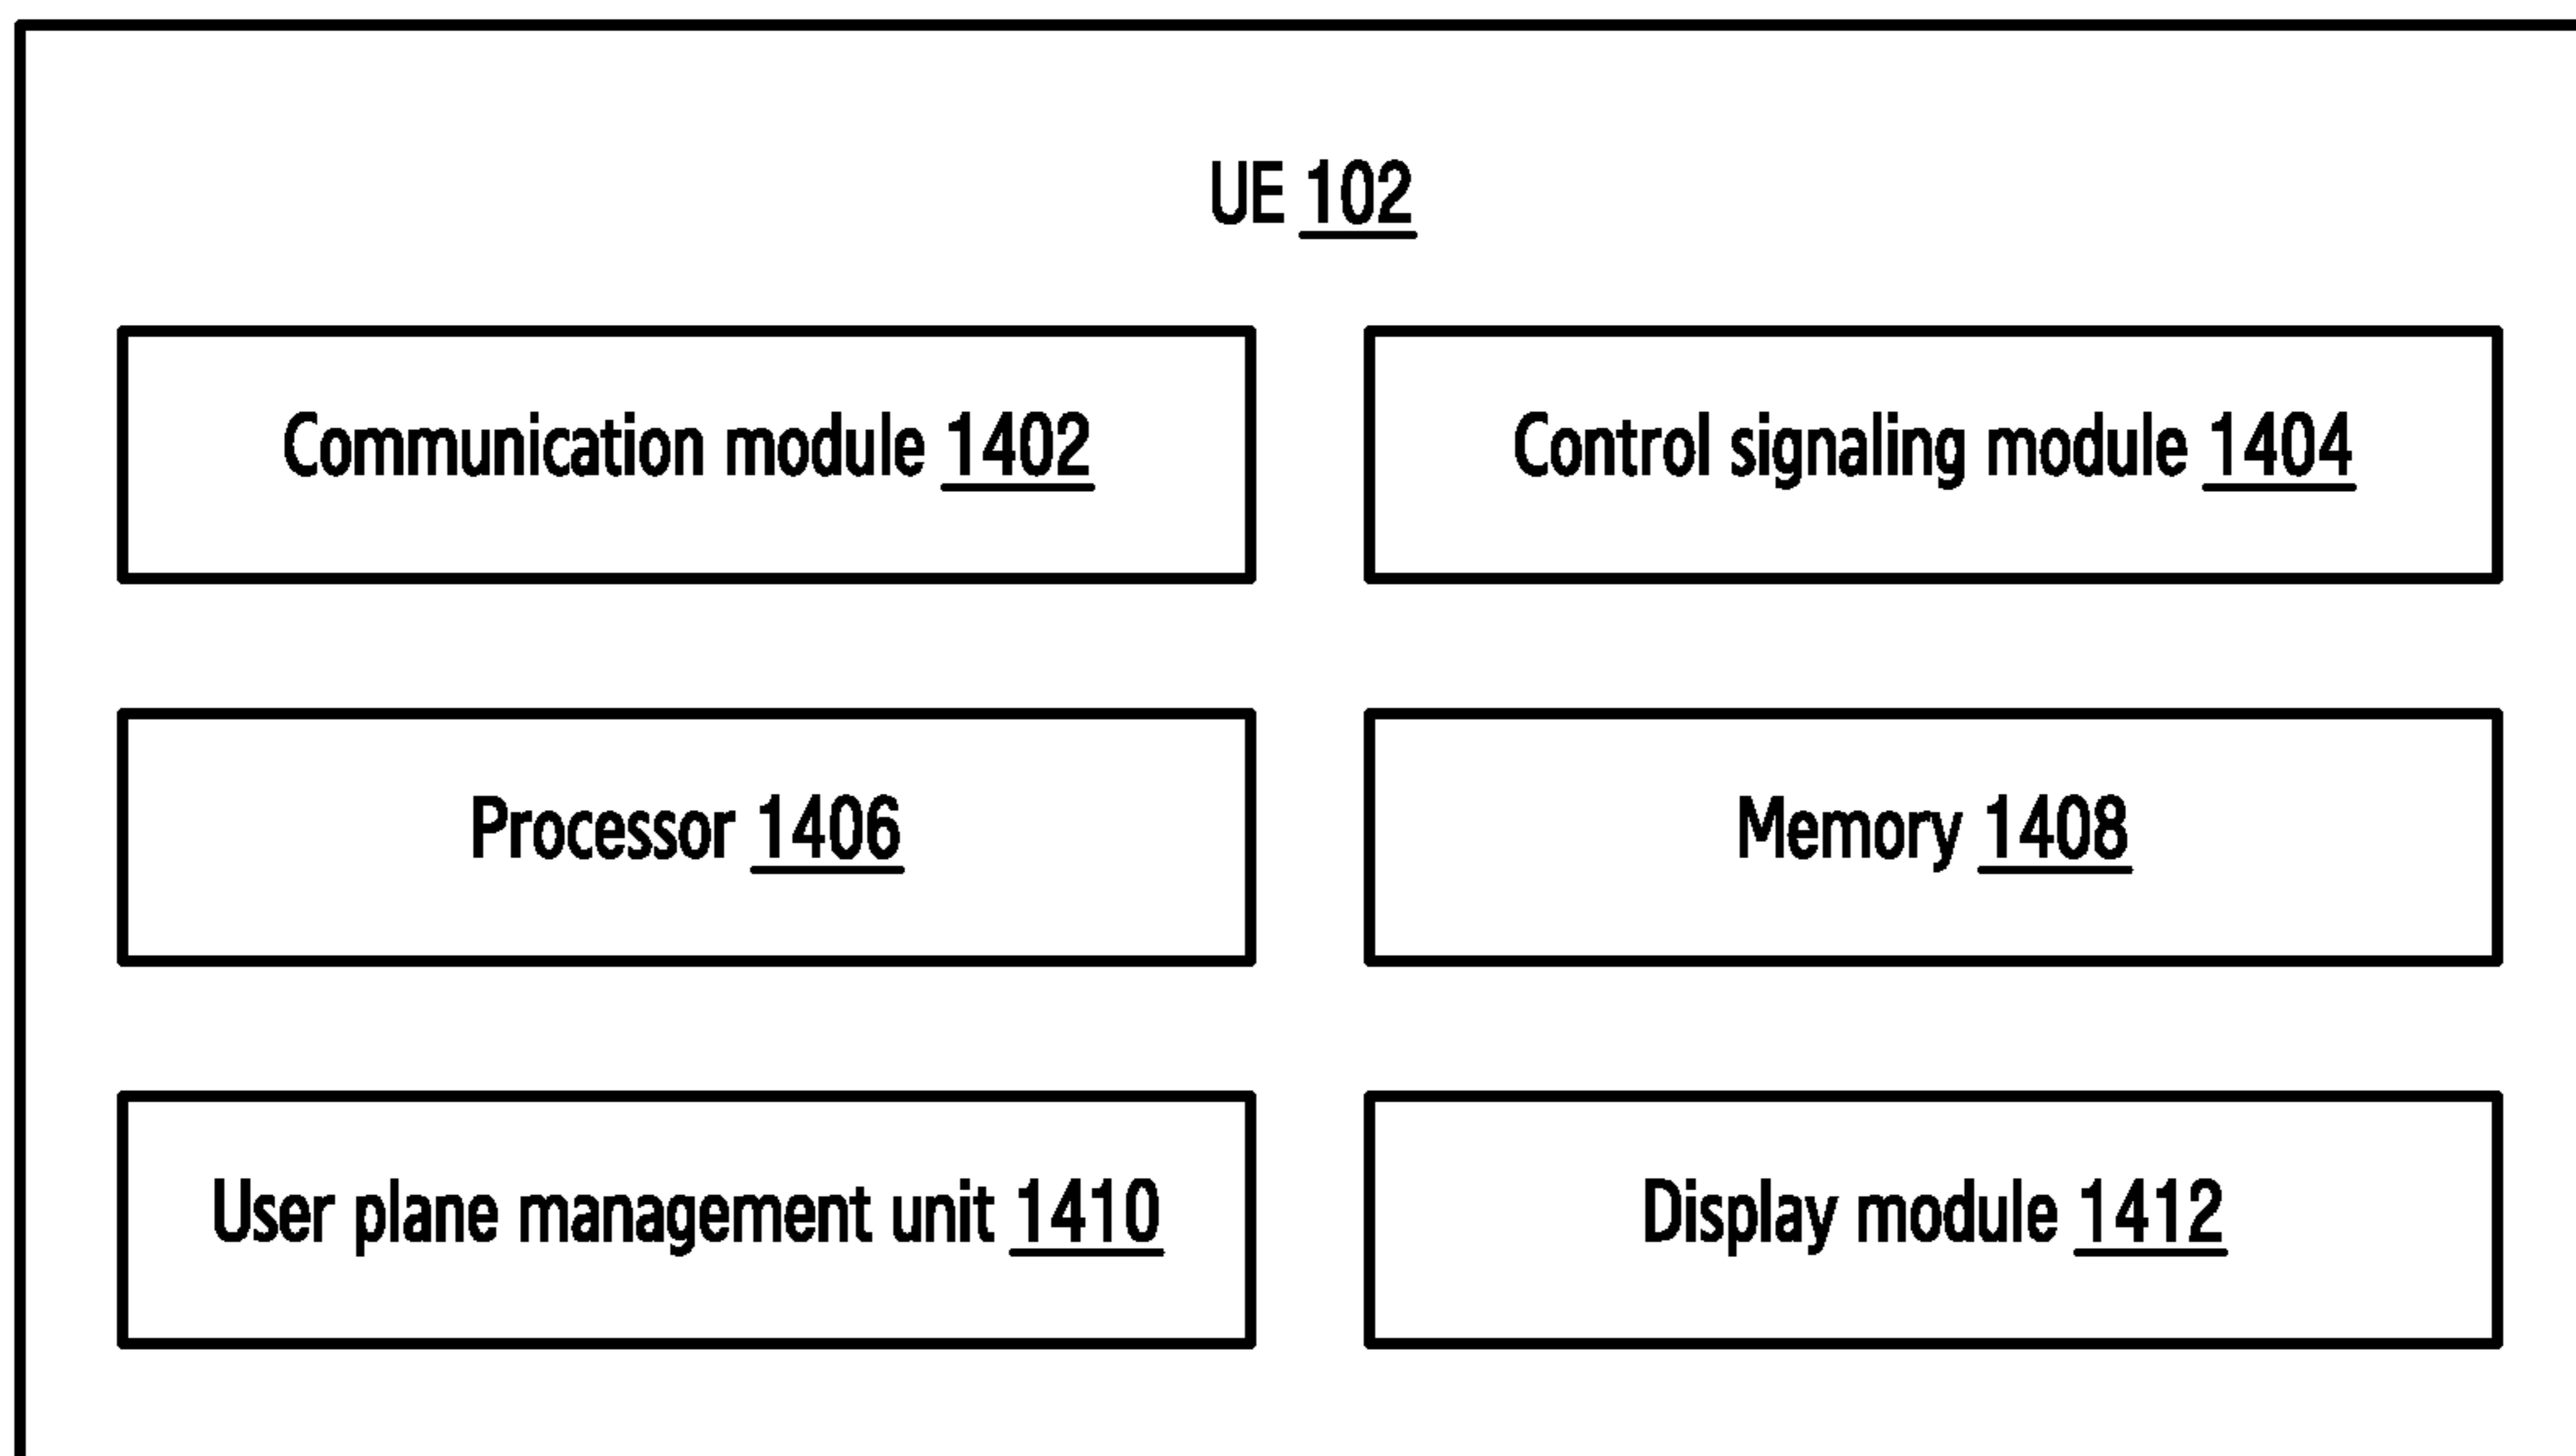 UE 102
Communication module 1402
Control signaling module 1404
Processor 1406
Memory 1408
User plane management unit 1410
Display module 1412